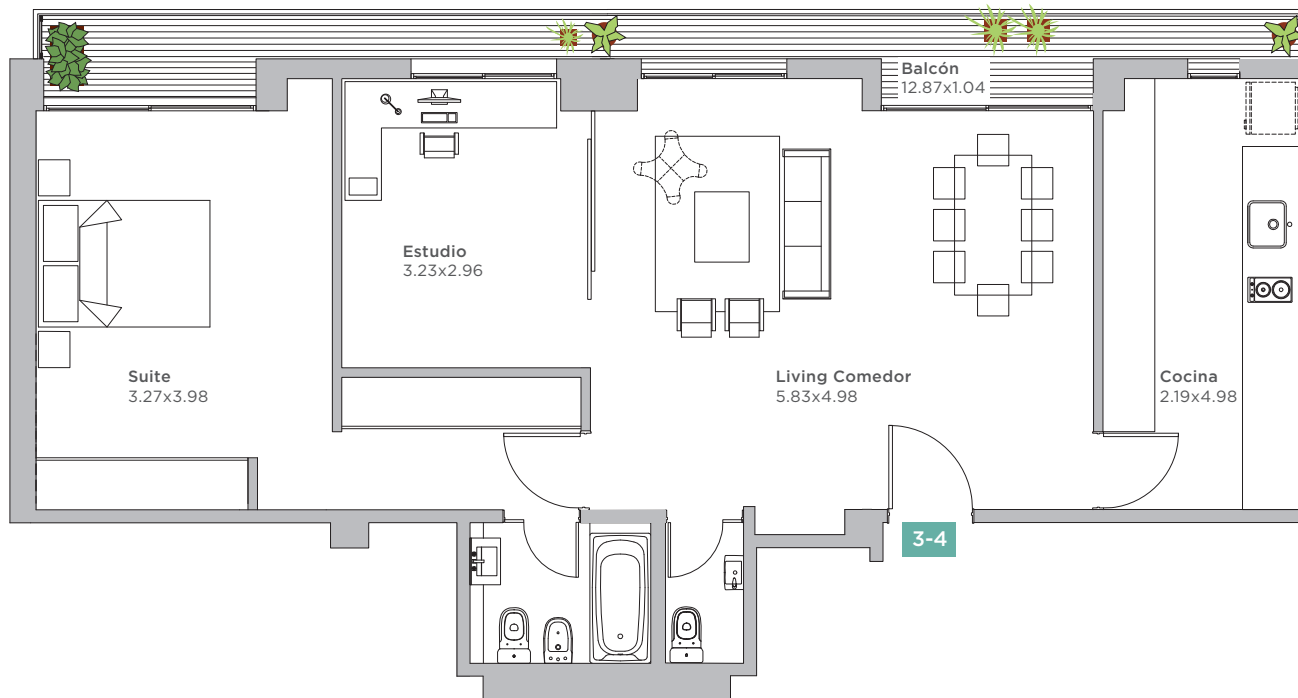 Balcón
12.87x1.04
Estudio
3.23x2.96
Suite
3.27x3.98
Living Comedor
5.83x4.98
Cocina
2.19x4.98
3-4